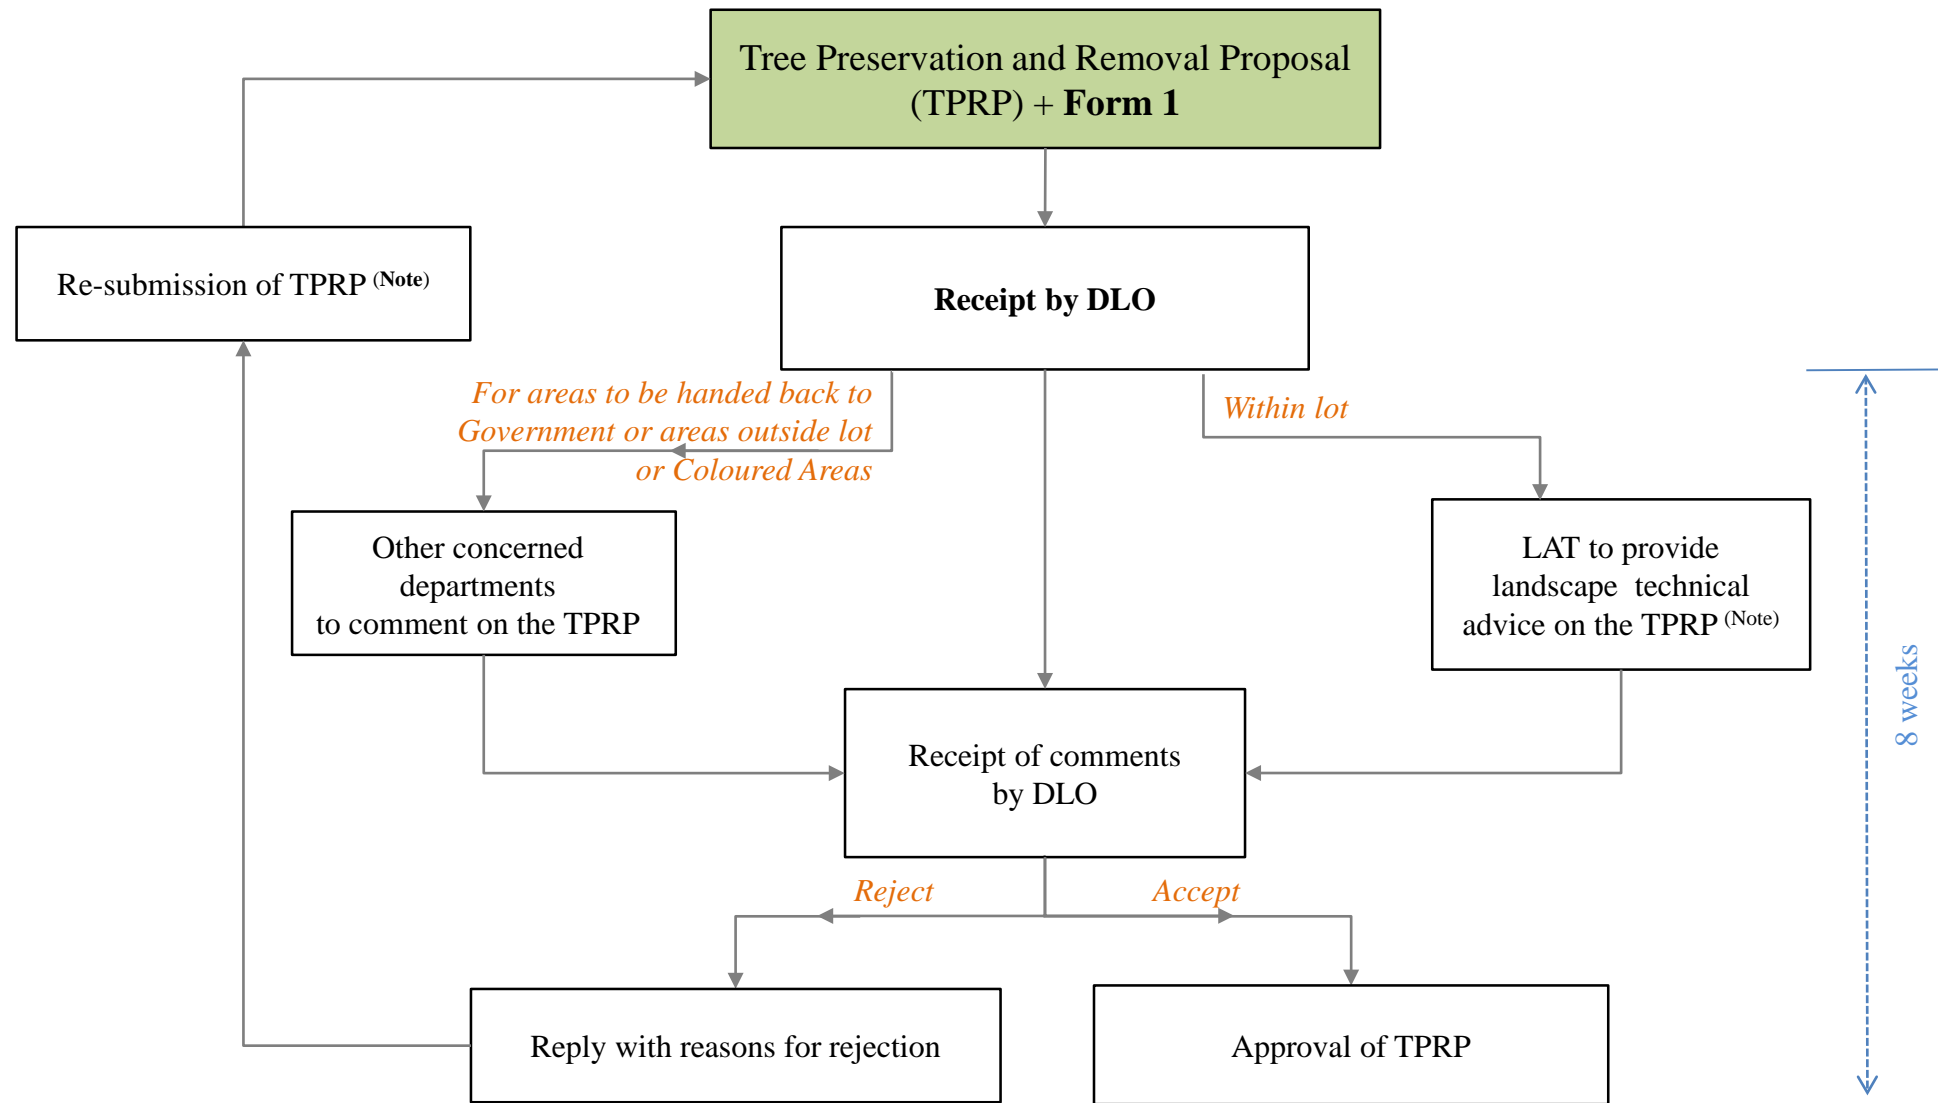 Tree Preservation and Removal Proposal
(TPRP) + Form 1
Re-submission of TPRP (Note)
Receipt by DLO
For areas to be handed back to
Government or areas outside lot
or Coloured Areas
Within lot
Other concerned
departments
to comment on the TPRP
LAT to provide
landscape technical
advice on the TPRP (Note)
8 weeks
Receipt of comments
by DLO
Reject
Accept
Reply with reasons for rejection
Approval of TPRP